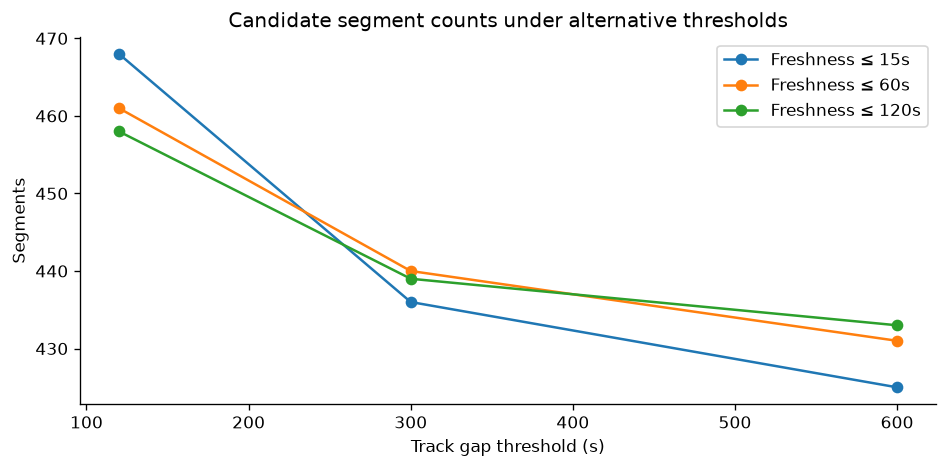 Candidate segment counts under alternative thresholds
Freshness ≤ 15s
Freshness ≤ 60s
Freshness ≤ 120s
Segments
470
460
450
440
430
100 200 300 400 500 600
Track gap threshold (s)